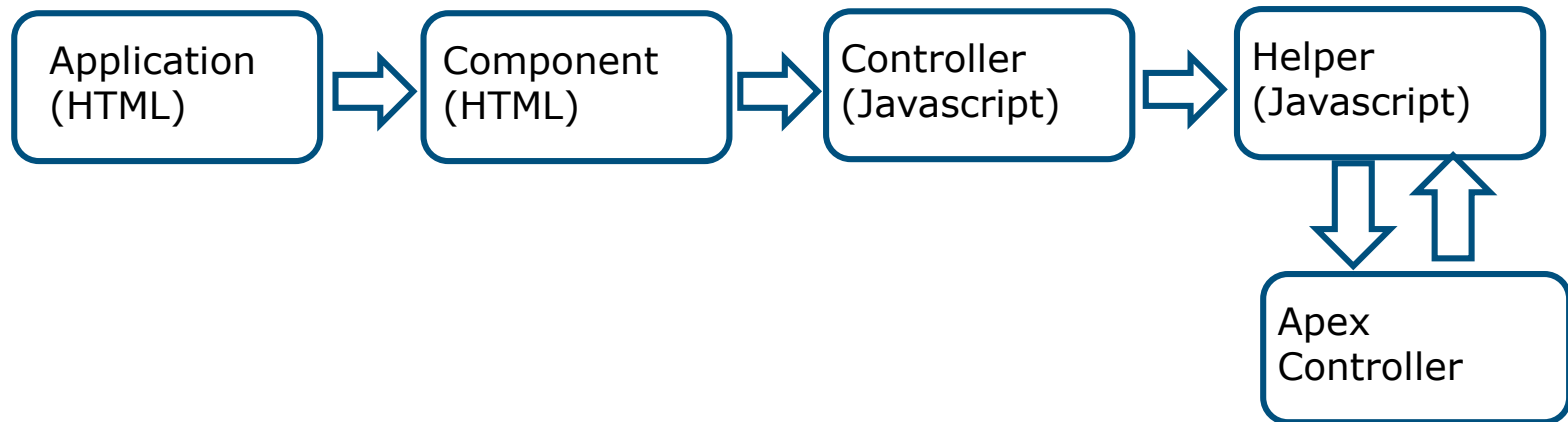 Application
(HTML)
Component
(HTML)
Controller
(Javascript)
Helper
(Javascript)
Apex
Controller